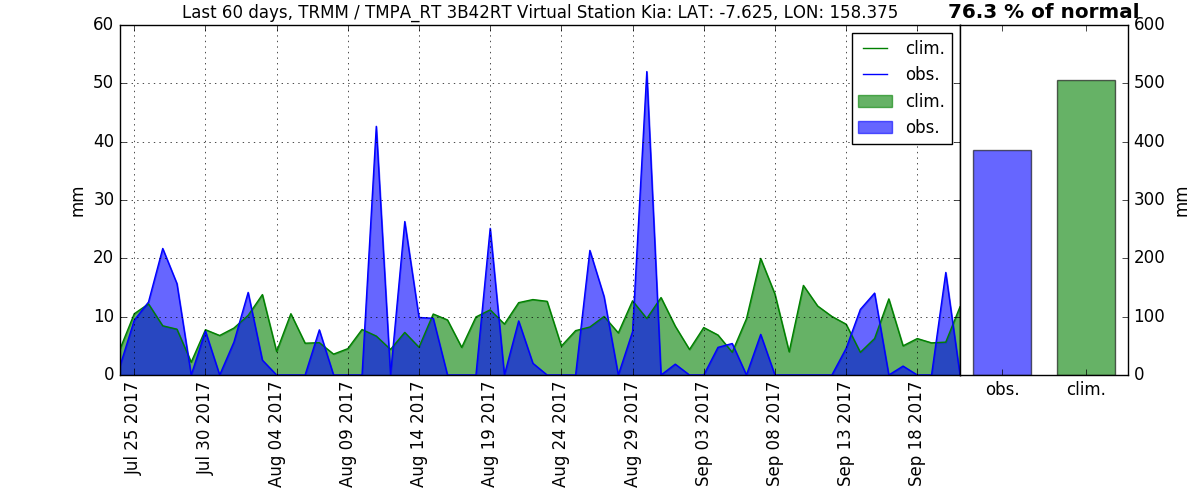 Last 60 days, TRMM / TMPA_RT 3B42RT Virtual Station Kia: LAT: -7.625, LON: 158.375
76.3 % of normal
60
50
40
30
20
10
0
mm
clim.
obs.
clim.
obs.
600
500
400
300
200
100
0
mm
obs.
clim.
Jul 25 2017
Jul 30 2017
Aug 04 2017
Aug 09 2017
Aug 14 2017
Aug 19 2017
Aug 24 2017
Aug 29 2017
Sep 03 2017
Sep 08 2017
Sep 13 2017
Sep 18 2017